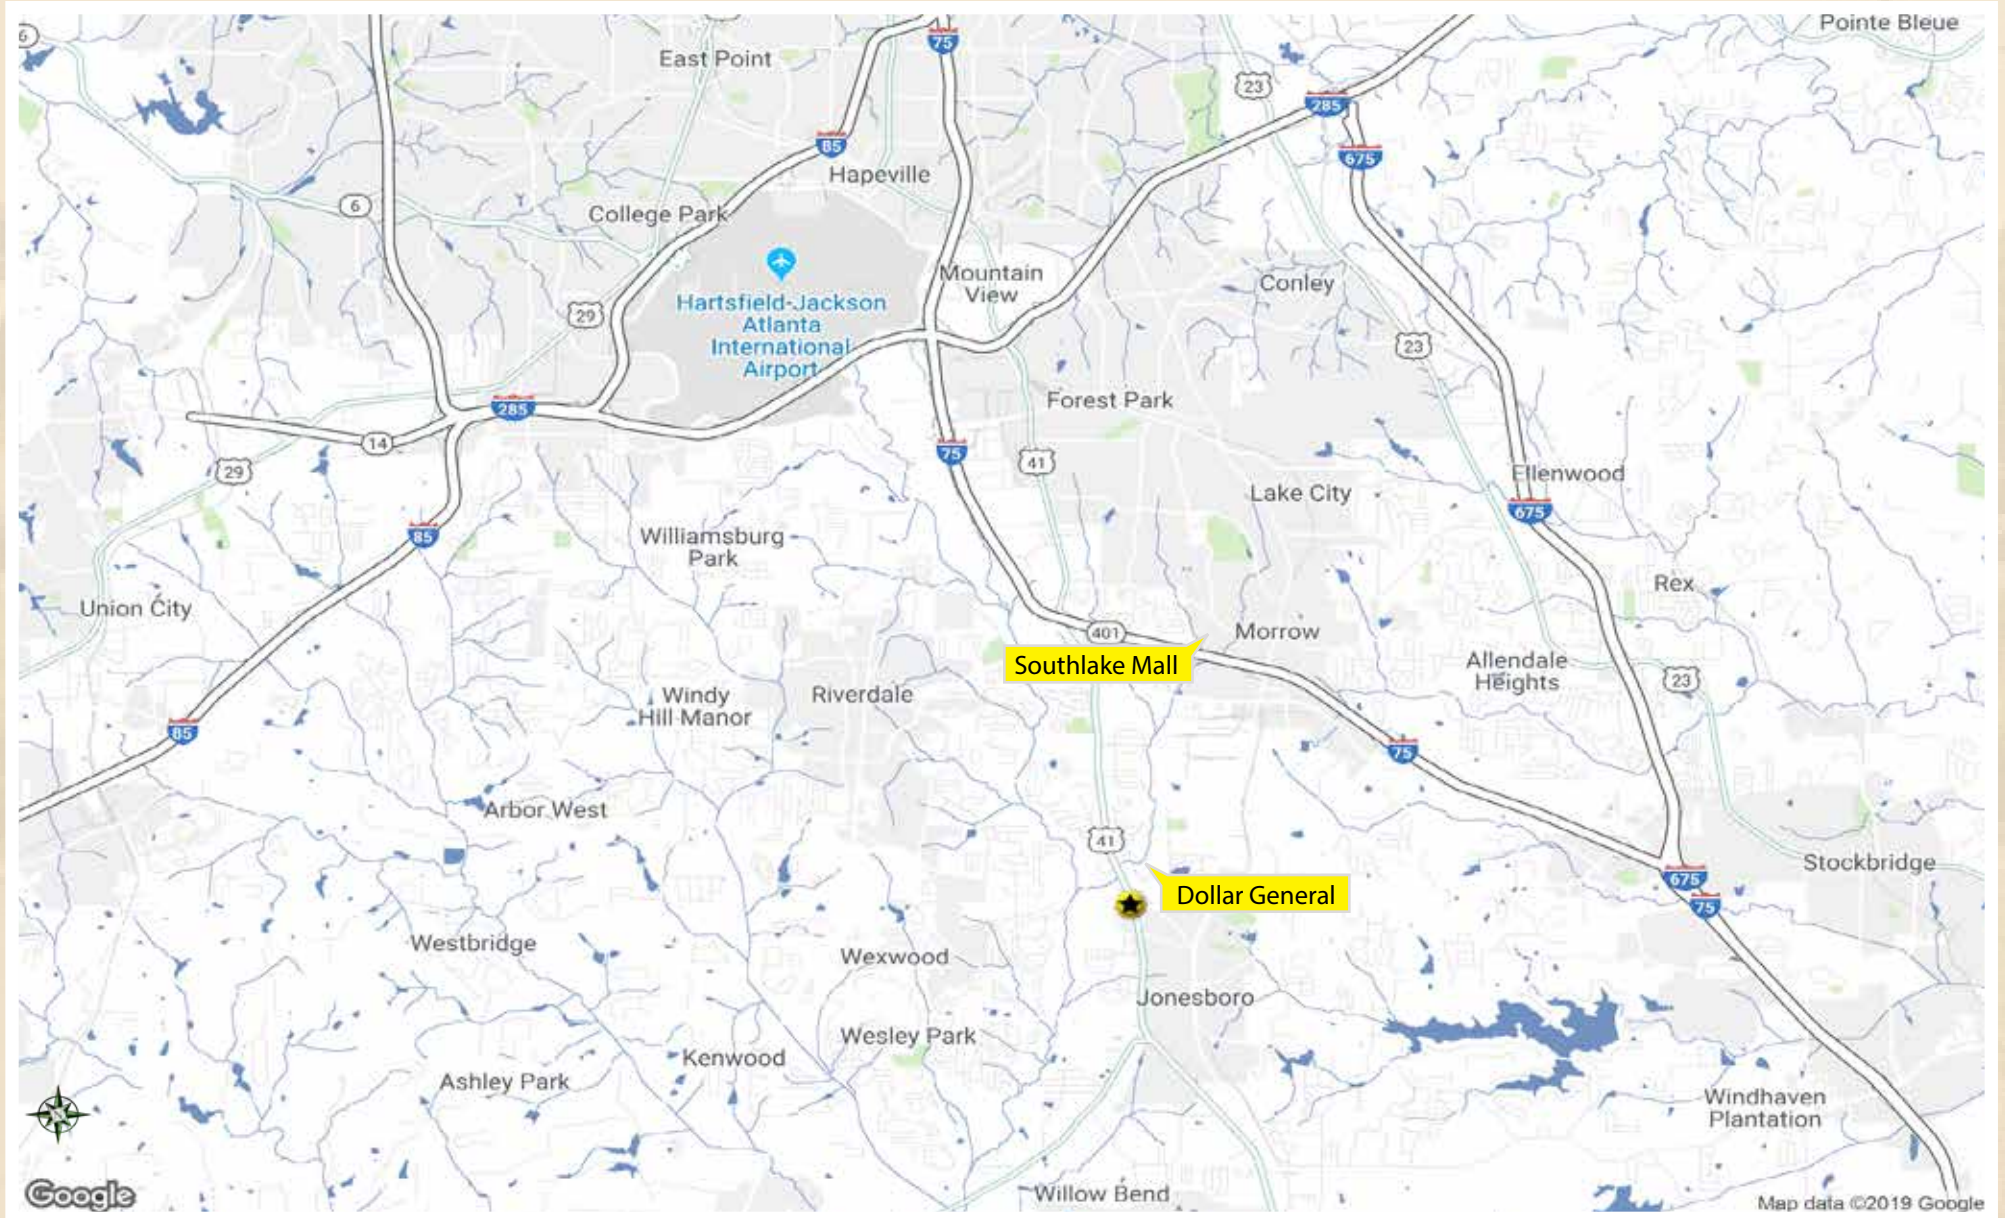 6
Pointe Bleue
75
East Point
23
285
85
675
Hapeville
6
College Park
Mountain
View
Conley
Hartsfield-Jackson
Atlanta
International
Airport
29
23
Forest Park
285
14
75
41
29
Ellenwood
Lake City
675
85
Williamsburg
Park
Rex
Union City
401
Morrow
Southlake Mall
Allendale
Heights
23
Windy
Hill Manor
Riverdale
85
75
Arbor West
41
Stockbridge
675
Dollar General
75
Westbridge
Wexwood
Jonesboro
Wesley Park
Kenwood
Ashley Park
Windhaven
Plantation
Willow Bend
Google
Map data ©2019 Google